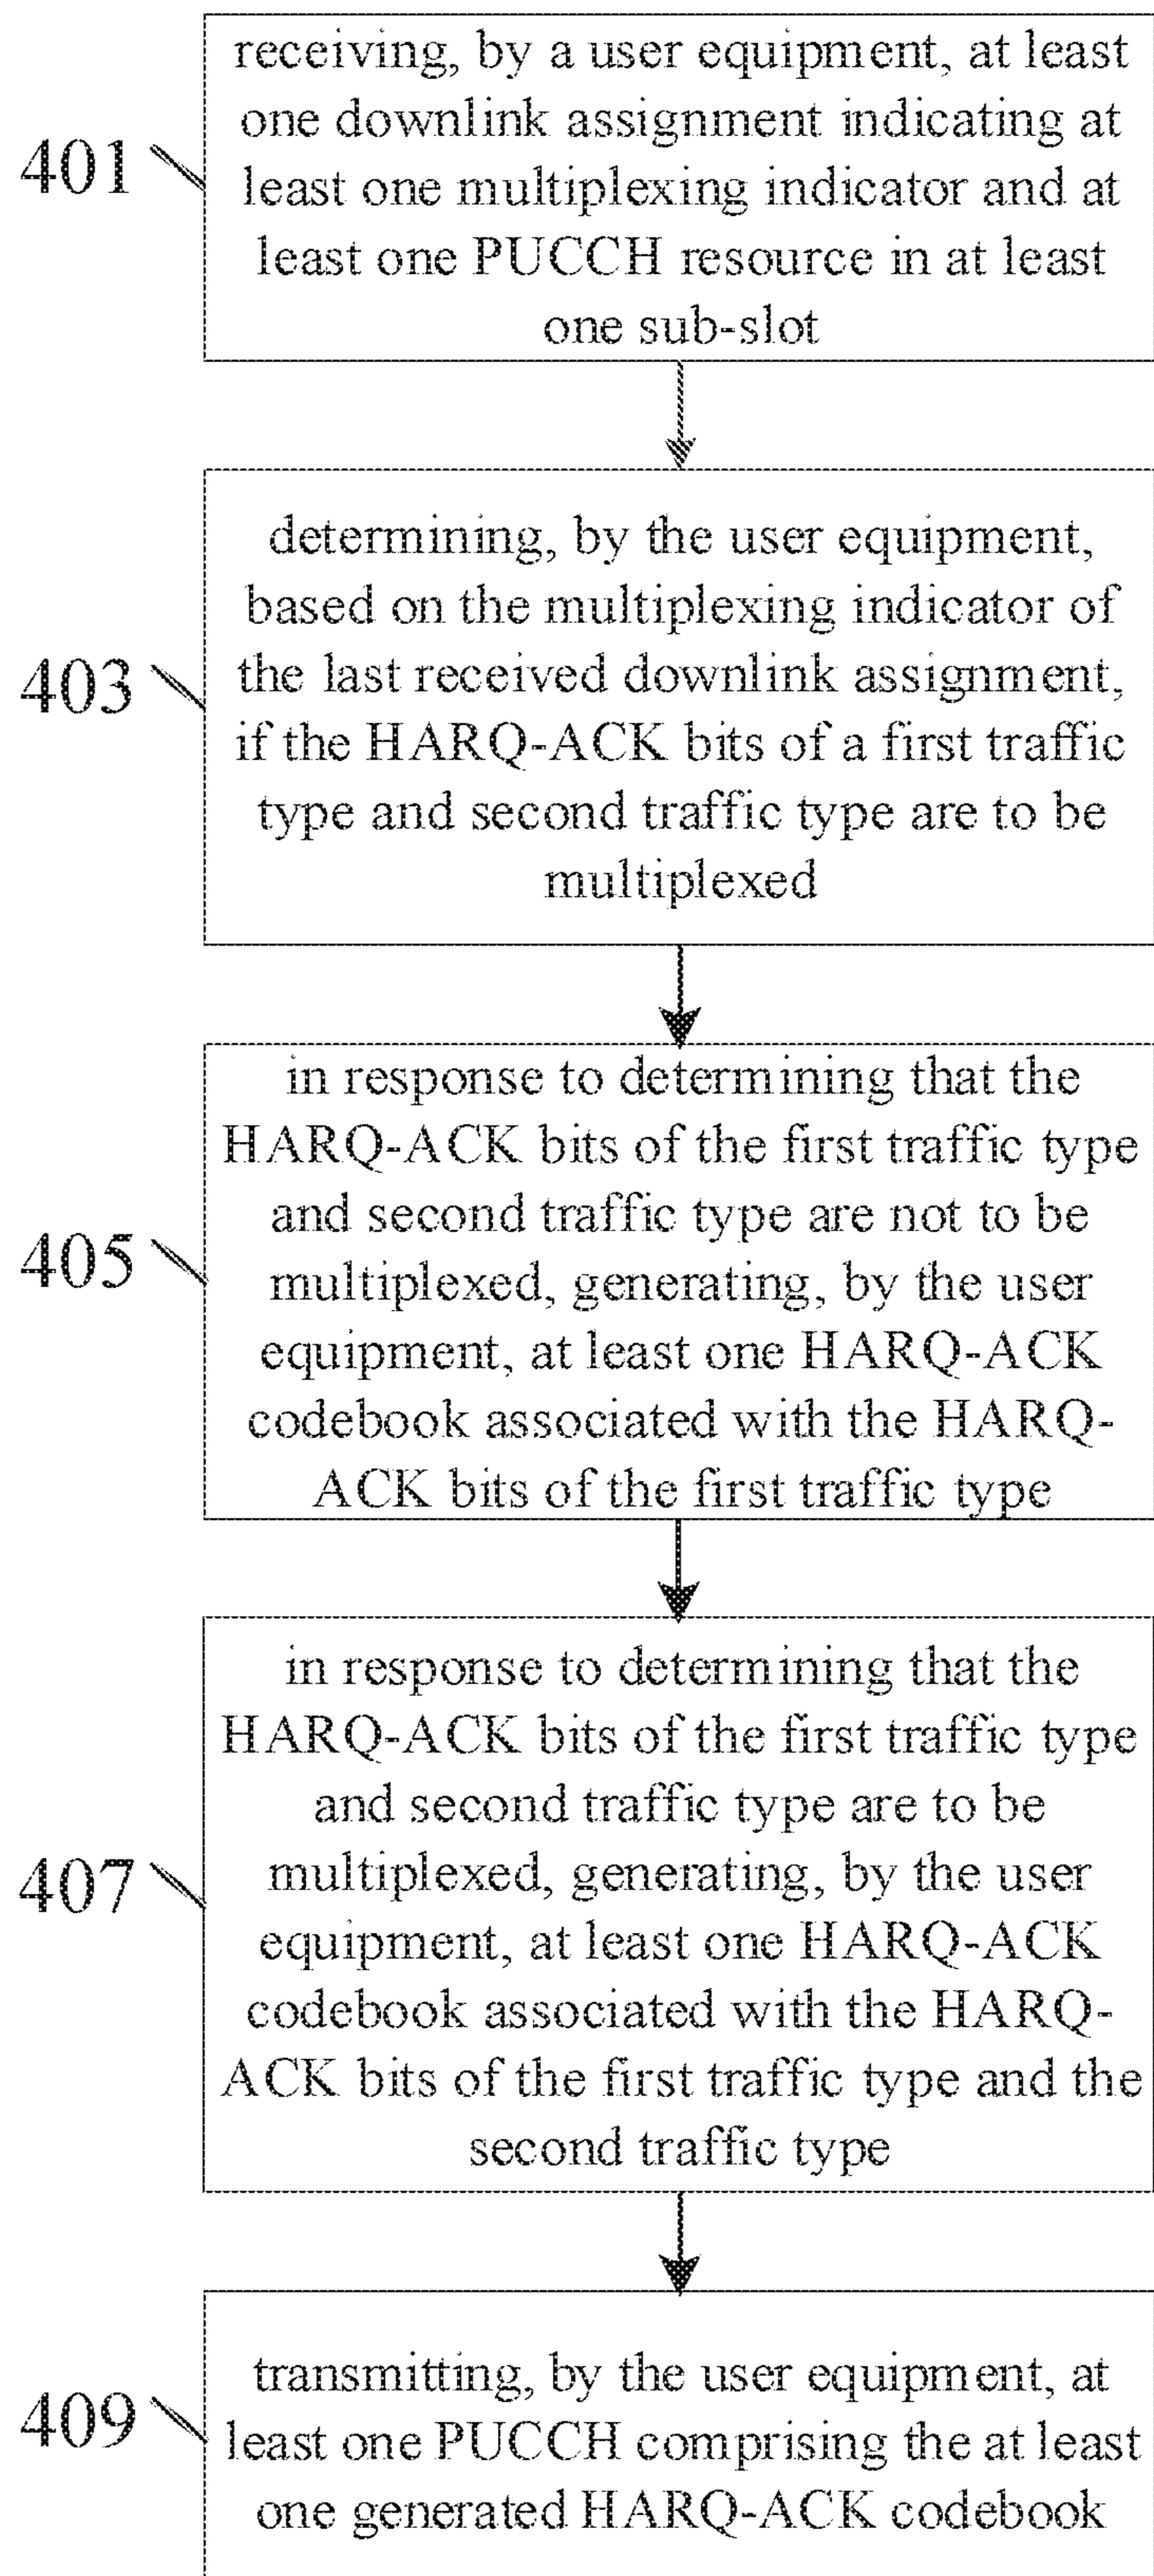 receiving, by a user equipment, at least
one downlink assignment indicating at
least one multiplexing indicator and at
least one PUCCH resource in at least
one sub-slot
401
determining, by the user equipment,
based on the multiplexing indicator of
the last received downlink assignment,
if the HARQ-ACK bits of a first traffic
type and second traffic type are to be
multiplexed
403
in response to determining that the
HARQ-ACK bits of the first traffic type
and second traffic type are not to be
multiplexed, generating, by the user
equipment, at least one HARQ-ACK
codebook associated with the HARQ-
ACK bits of the first traffic type
405
in response to determining that the
HARQ-ACK bits of the first traffic type
and second traffic type are to be
multiplexed, generating, by the user
equipment, at least one HARQ-ACK
codebook associated with the HARQ-
ACK bits of the first traffic type and the
second traffic type
407
transmitting, by the user equipment, at
least one PUCCH comprising the at least
one generated HARQ-ACK codebook
409